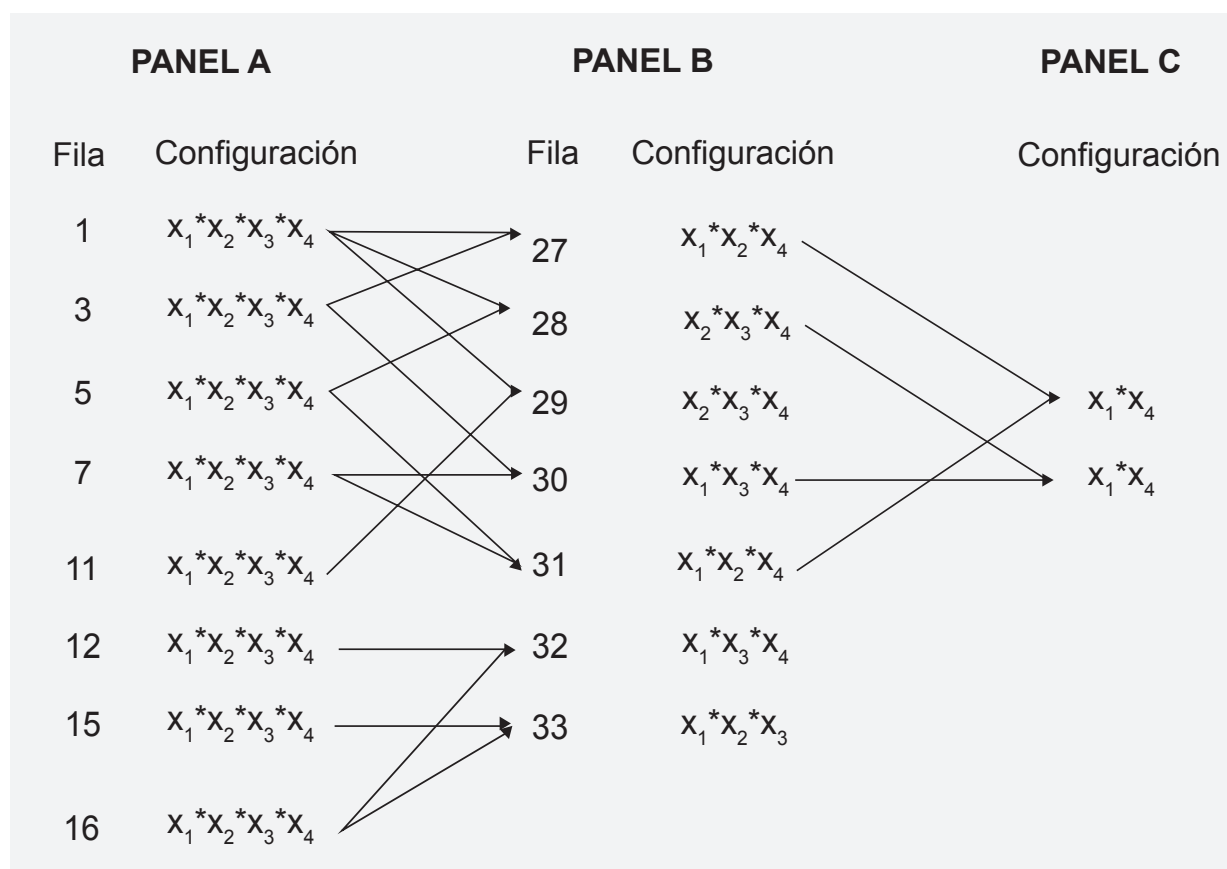 PANEL A PANEL B PANEL C
Fila Configuración Fila Configuración Configuración
1 x₁*x₂*x₃*x₄ 27 x₁*x₂*x₄
3 x₁*x₂*x₃*x₄ 28 x₂*x₃*x₄
5 x₁*x₂*x₃*x₄ 29 x₂*x₃*x₄ x₁*x₄
7 x₁*x₂*x₃*x₄ 30 x₁*x₃*x₄ x₁*x₄
11 x₁*x₂*x₃*x₄ 31 x₁*x₂*x₄
12 x₁*x₂*x₃*x₄ 32 x₁*x₃*x₄
15 x₁*x₂*x₃*x₄ 33 x₁*x₂*x₃
16 x₁*x₂*x₃*x₄